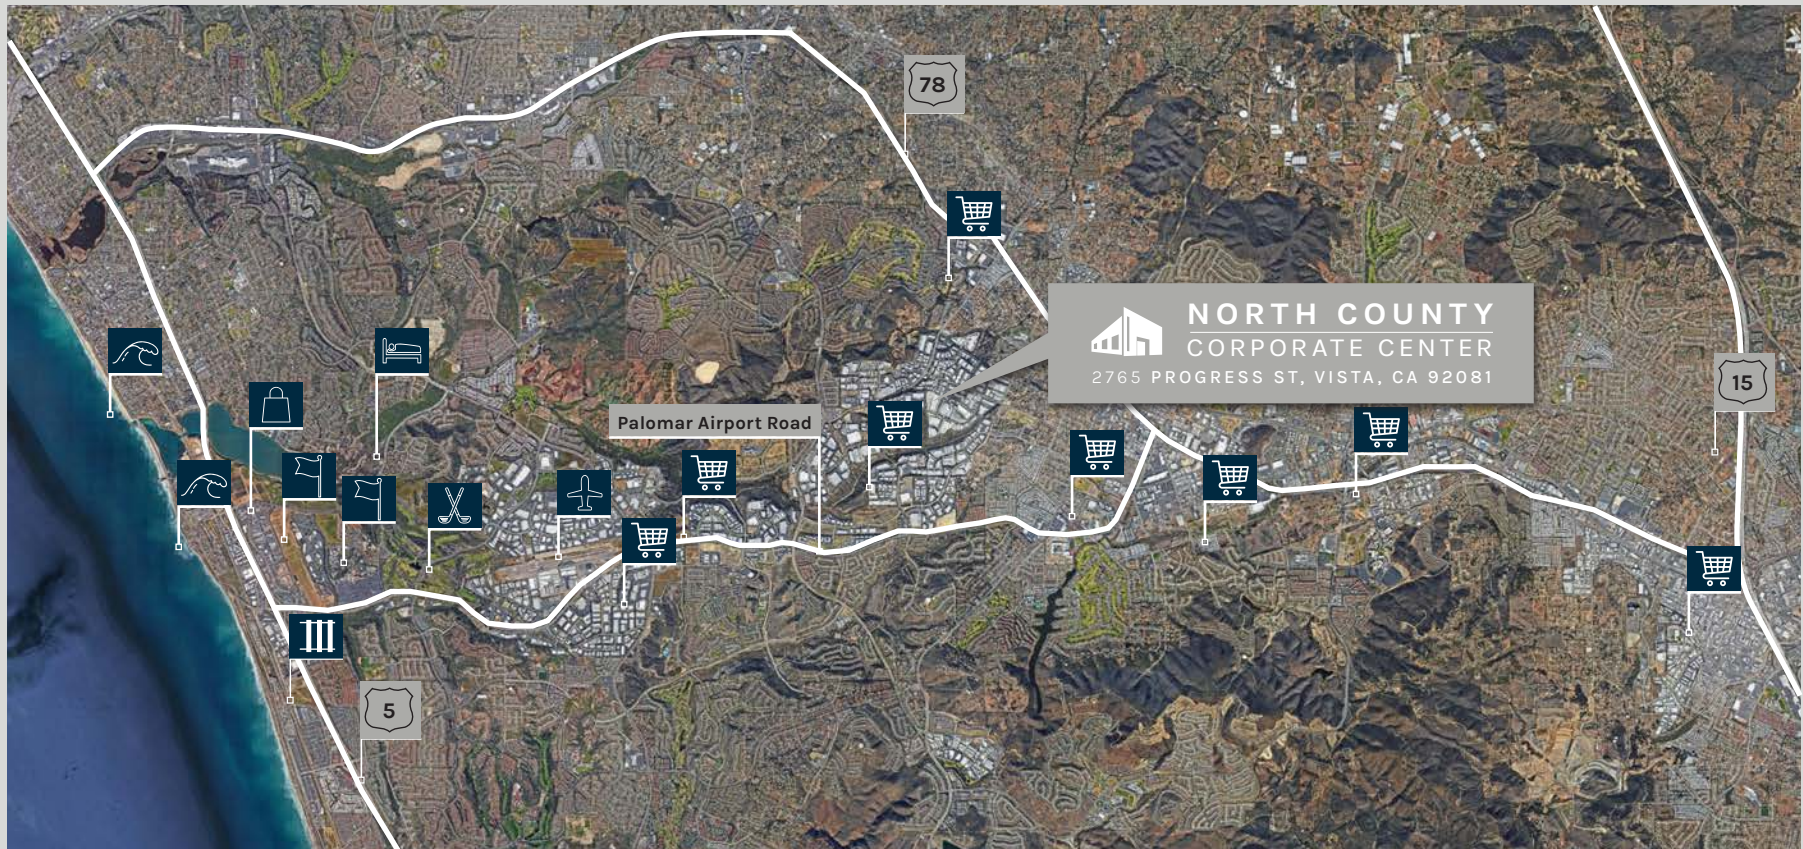 78
NORTH COUNTY
CORPORATE CENTER
2765 PROGRESS ST, VISTA, CA 92081
15
Palomar Airport Road
5